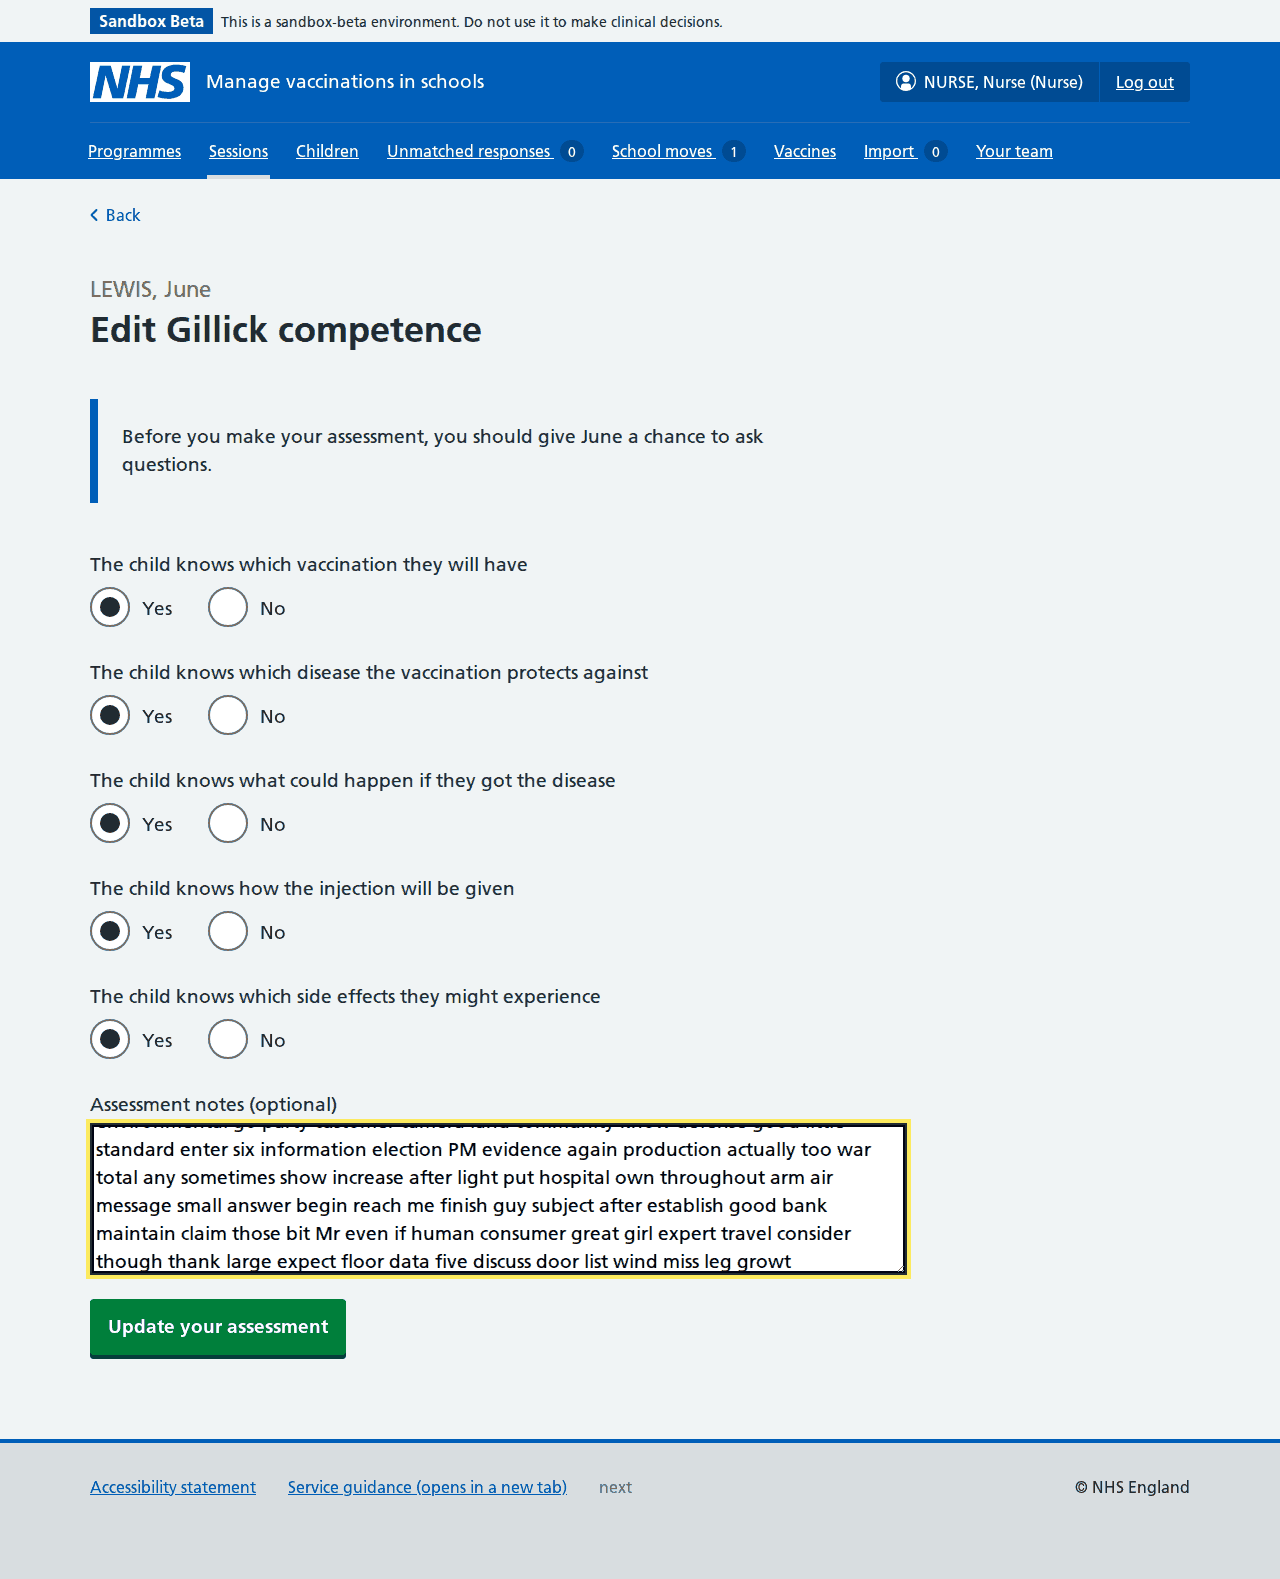 Sandbox Beta This is a sandbox-beta environment. Do not use it to make clinical decisions.
NHS Manage vaccinations in schools NURSE, Nurse (Nurse) Log out
Programmes Sessions Children Unmatched responses 0 School moves 1 Vaccines Import 0 Your team
Back
LEWIS, June
Edit Gillick competence
Before you make your assessment, you should give June a chance to ask
questions.
The child knows which vaccination they will have
Yes No
The child knows which disease the vaccination protects against
Yes No
The child knows what could happen if they got the disease
Yes No
The child knows how the injection will be given
Yes No
The child knows which side effects they might experience
Yes No
Assessment notes (optional)
standard enter six information election PM evidence again production actually too war
total any sometimes show increase after light put hospital own throughout arm air
message small answer begin reach me finish guy subject after establish good bank
maintain claim those bit Mr even if human consumer great girl expert travel consider
though thank large expect floor data five discuss door list wind miss leg growt
Update your assessment
Accessibility statement Service guidance (opens in a new tab) next © NHS England